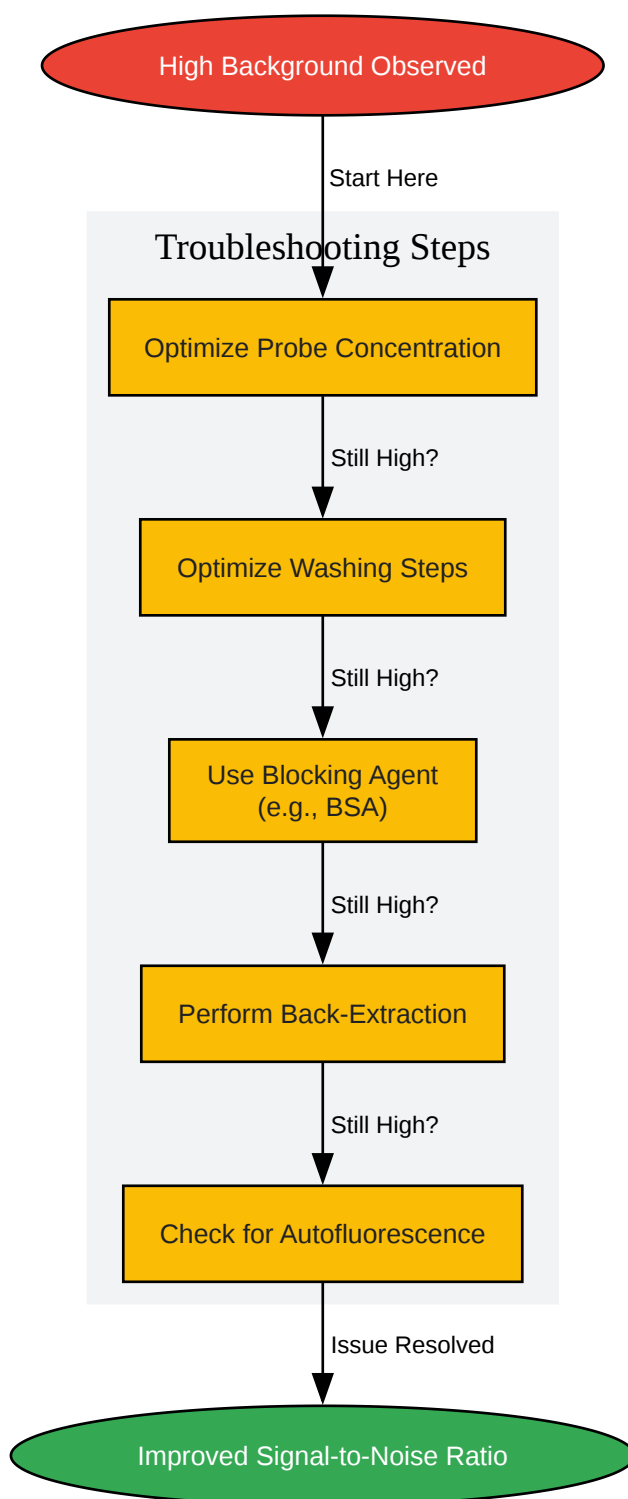 High Background Observed
Start Here
Troubleshooting Steps
Optimize Probe Concentration
Still High?
Optimize Washing Steps
Still High?
Use Blocking Agent
(e.g., BSA)
Still High?
Perform Back-Extraction
Still High?
Check for Autofluorescence
Issue Resolved
Improved Signal-to-Noise Ratio